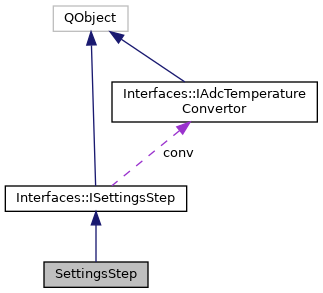 QObject
Interfaces::IAdcTemperature
Convertor
conv
Interfaces::ISettingsStep
SettingsStep